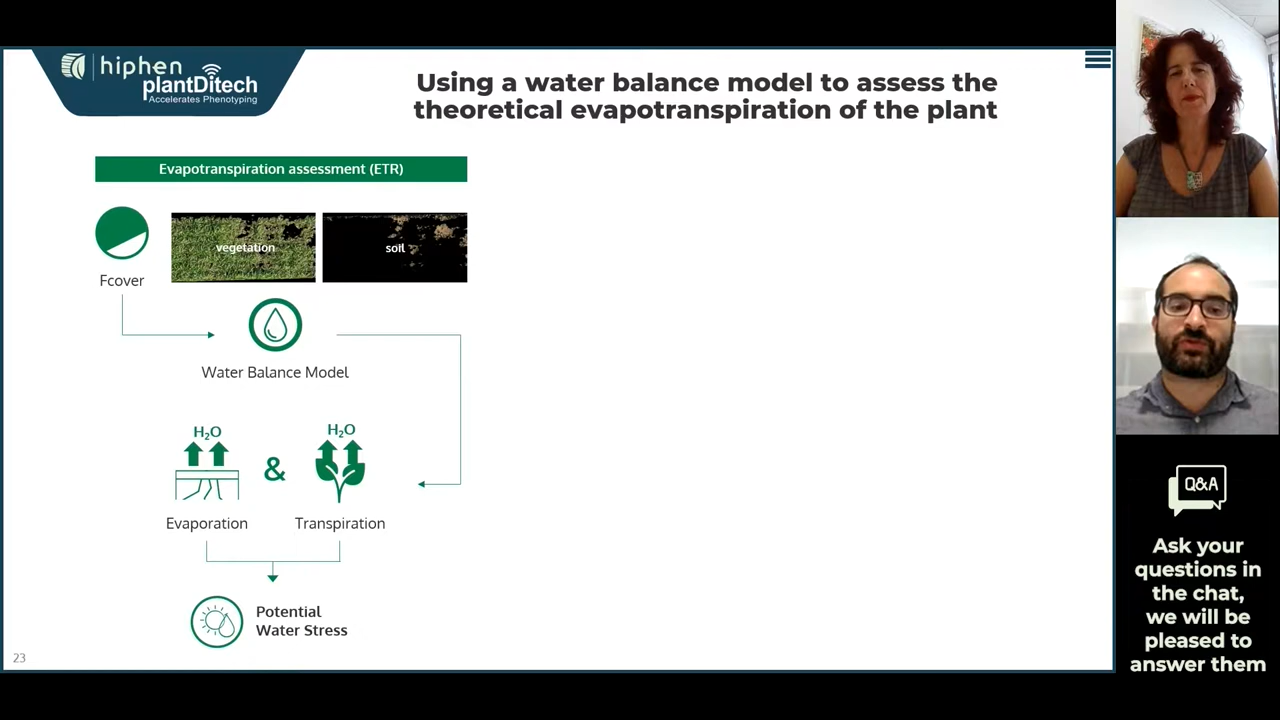 hiphen
plantDitech
Accelerates Phenotyping
Using a water balance model to assess the
theoretical evapotranspiration of the plant
Evapotranspiration assessment (ETR)
vegetation
soil
Fcover
Water Balance Model
H₂O
H₂O
&
Evaporation
Transpiration
Potential
Water Stress
23
Q&A
Ask your
questions in
the chat,
we will be
pleased to
answer them